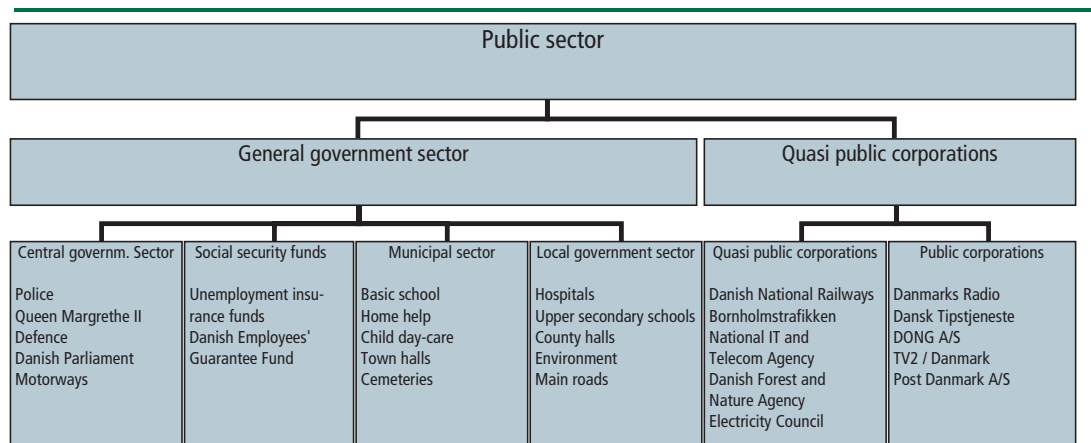 Public sector
General government sector
Quasi public corporations
Central governm. Sector
Police
Queen Margrethe II
Defence
Danish Parliament
Motorways
Social security funds
Unemployment insu-
rance funds
Danish Employees'
Guarantee Fund
Municipal sector
Basic school
Home help
Child day-care
Town halls
Cemeteries
Local government sector
Hospitals
Upper secondary schools
County halls
Environment
Main roads
Quasi public corporations
Danish National Railways
Bornholmstrafikken
National IT and
Telecom Agency
Danish Forest and
Nature Agency
Electricity Council
Public corporations
Danmarks Radio
Dansk Tipstjeneste
DONG A/S
TV2 / Danmark
Post Danmark A/S